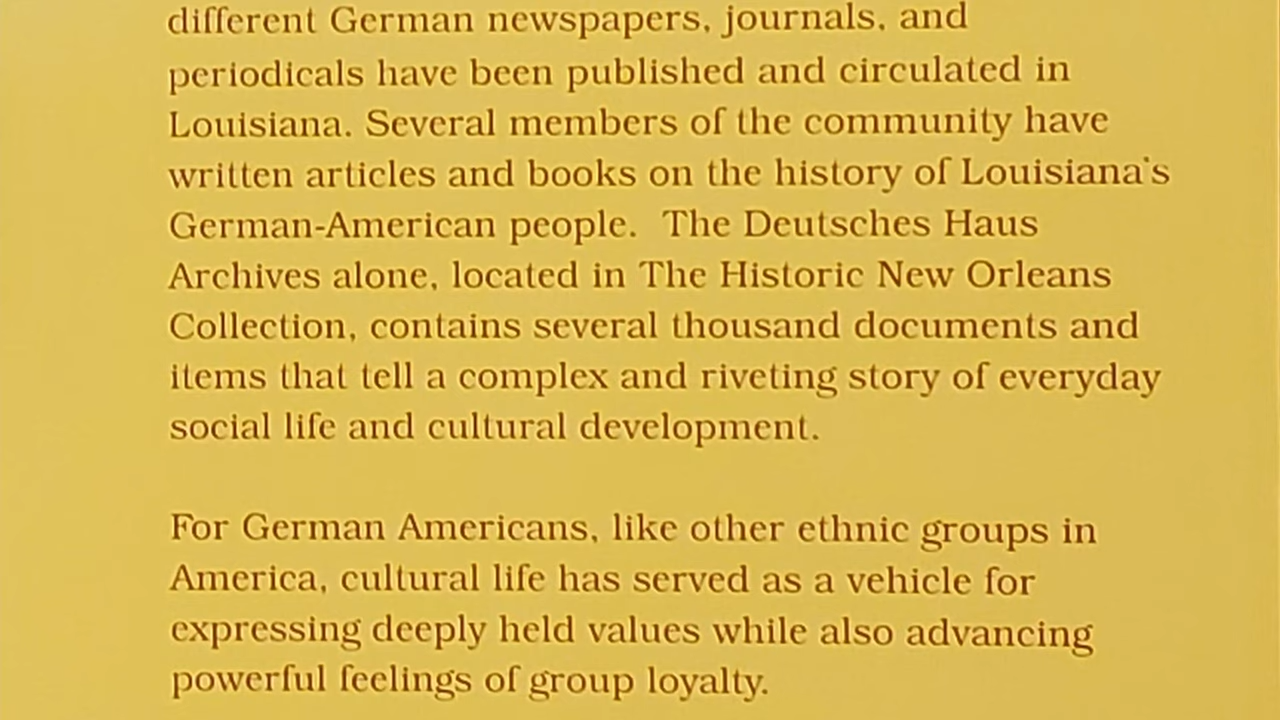 different German newspapers, journals, and
periodicals have been published and circulated in
Louisiana. Several members of the community have
written articles and books on the history of Louisiana's
German-American people.  The Deutsches Haus
Archives alone, located in The Historic New Orleans
Collection, contains several thousand documents and
items that tell a complex and riveting story of everyday
social life and cultural development.
For German Americans, like other ethnic groups in
America, cultural life has served as a vehicle for
expressing deeply held values while also advancing
powerful feelings of group loyalty.